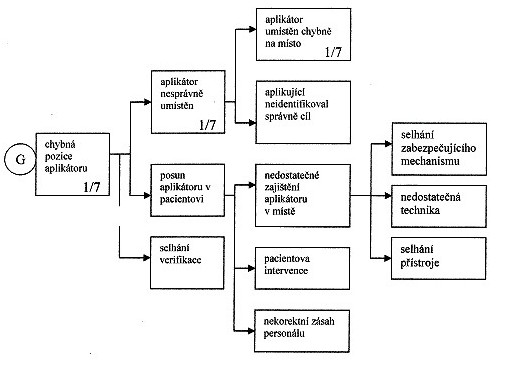 G
chybná
pozice
aplikátoru
1/7
aplikátor
nesprávně
umístěn
1/7
aplikátor
umístěn chybně
na místo
1/7
aplikující
neidentifikoval
správně cíl
posun
aplikátoru v
pacientovi
nedostatečné
zajištění
aplikátoru
v místě
selhání
zabezpečujícího
mechanismu
nedostatečná
technika
selhání
přístroje
pacientova
intervence
nekorektní zásah
personálu
selhání
verifikace